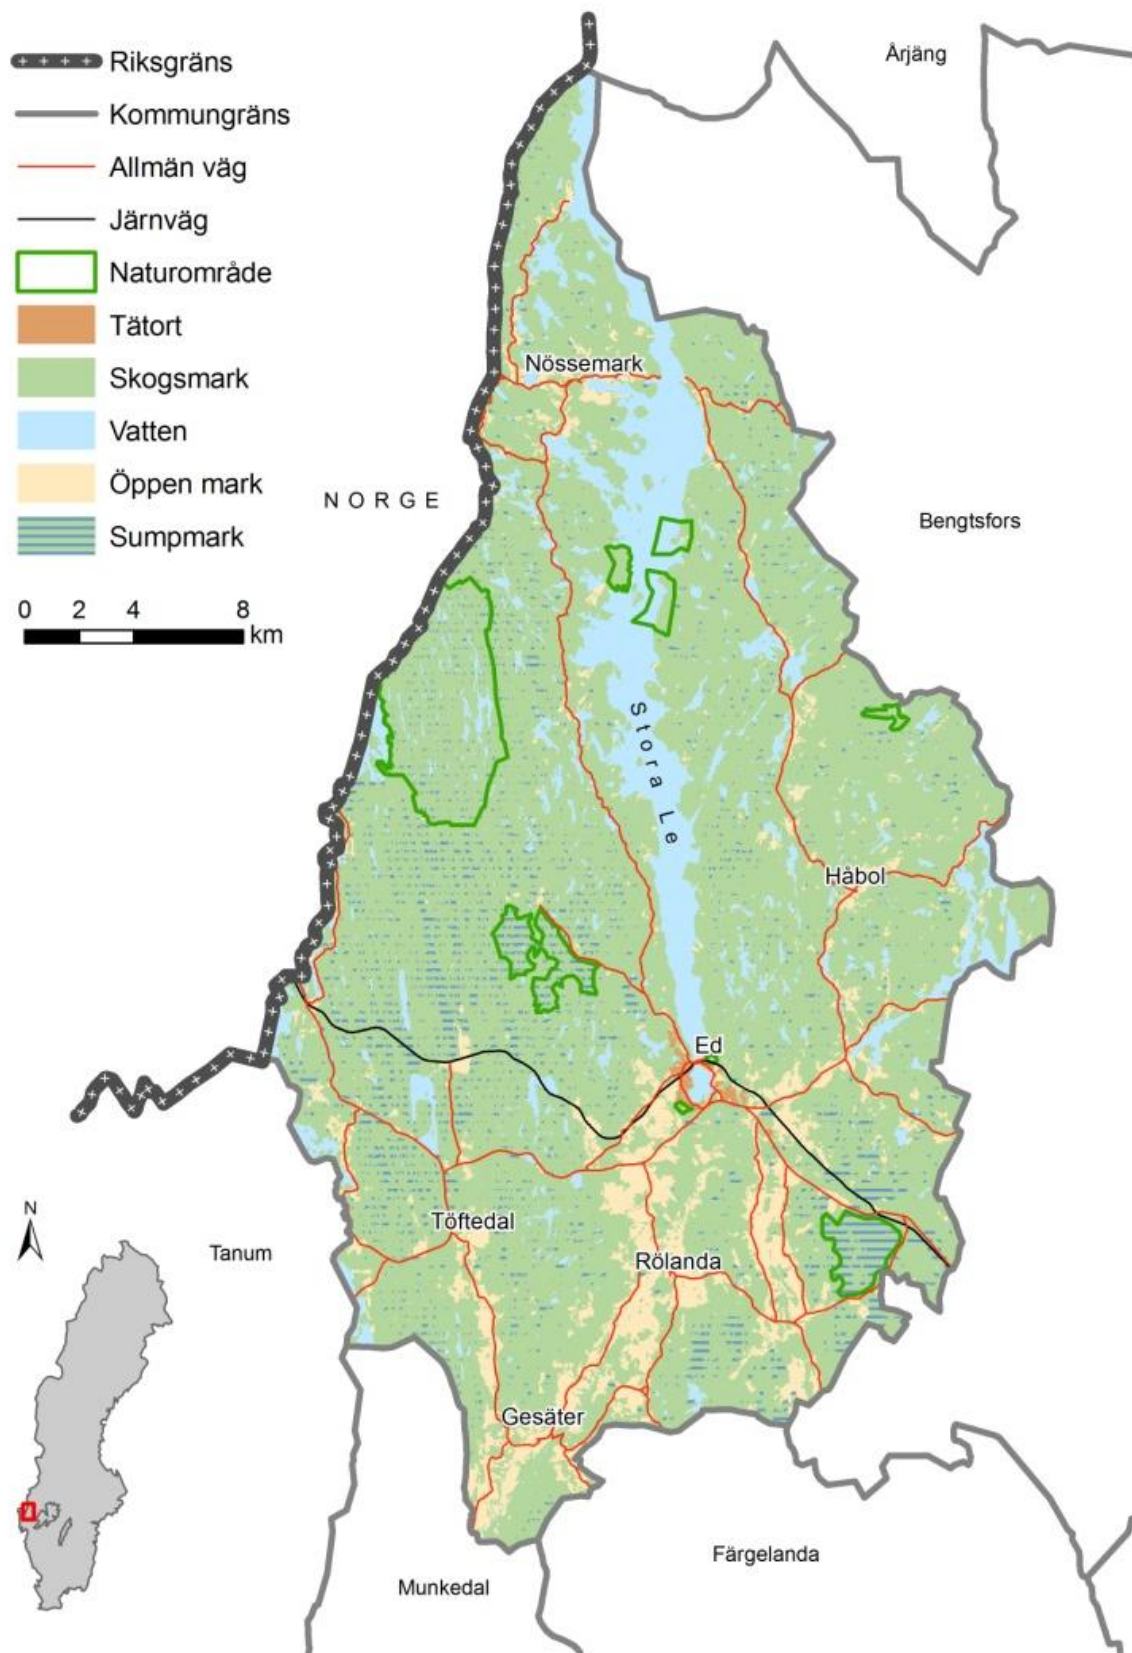 Riksgräns
Kommungräns
Allmän väg
Järnväg
Naturområde
Tätort
Skogsmark
Vatten
Öppen mark
Sumpmark
0 2 4 8
km
Årjäng
Nössemark
NORGE
Bengtsfors
Stora Le
Håbol
Ed
Töftedal
Tanum
Rölanda
N
Gesäter
Färgelanda
Munkedal